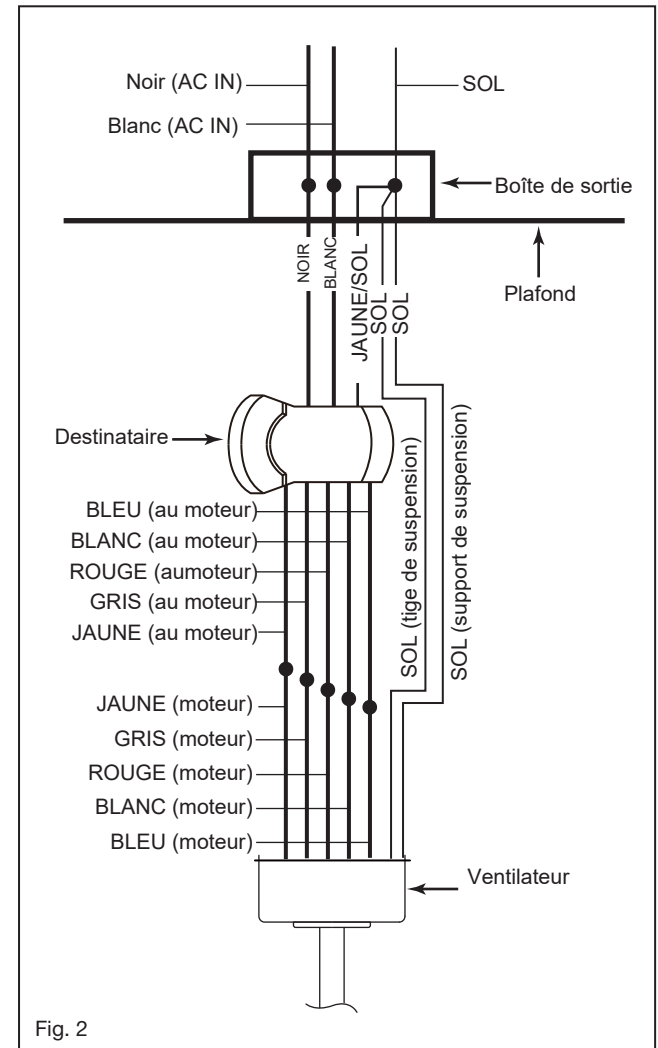 Noir (AC IN)
SOL
Blanc (AC IN)
Boîte de sortie
Plafond
NOIR
BLANC
JAUNE/SOL
SOL
SOL
Destinataire
BLEU (au moteur)
BLANC (au moteur)
ROUGE (aumoteur)
GRIS (au moteur)
JAUNE (au moteur)
SOL (tige de suspension)
SOL (support de suspension)
JAUNE (moteur)
GRIS (moteur)
ROUGE (moteur)
BLANC (moteur)
BLEU (moteur)
Ventilateur
Fig. 2